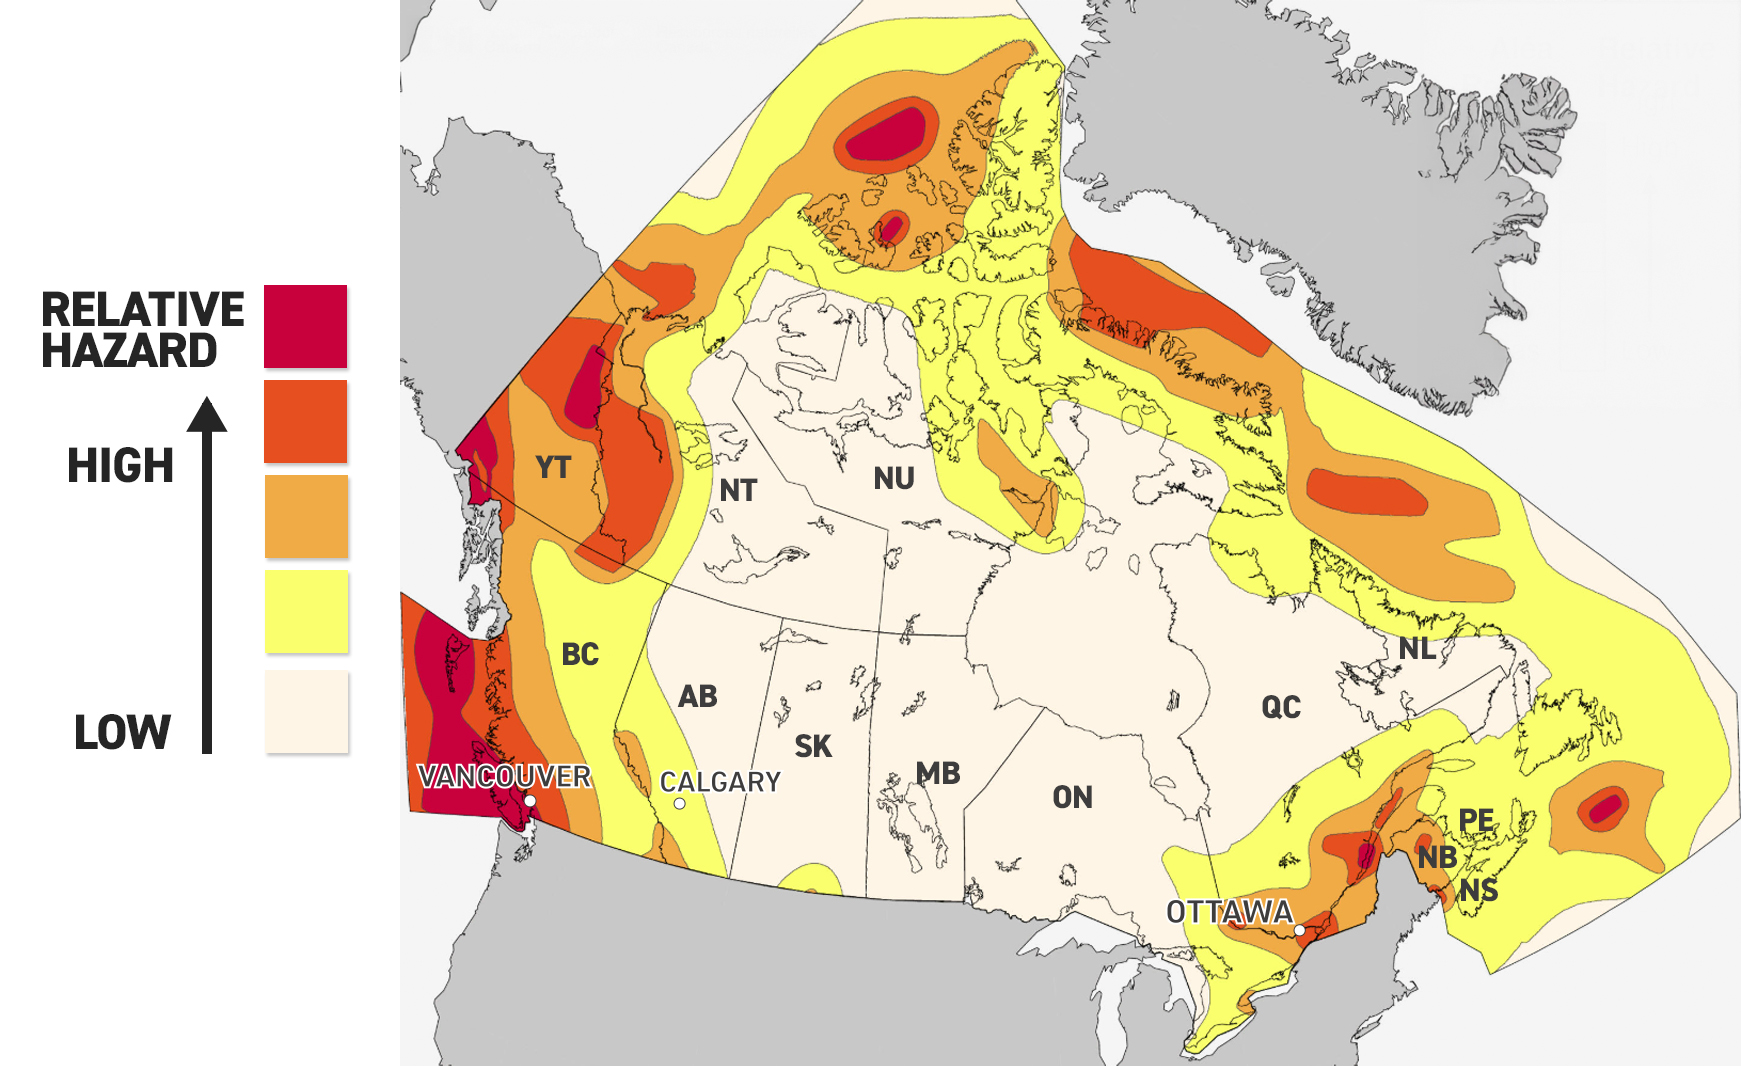 RELATIVE
HAZARD
HIGH
LOW
YT
NT
NU
BC
AB
SK
MB
ON
QC
NL
PE
NB
NS
VANCOUVER
CALGARY
OTTAWA